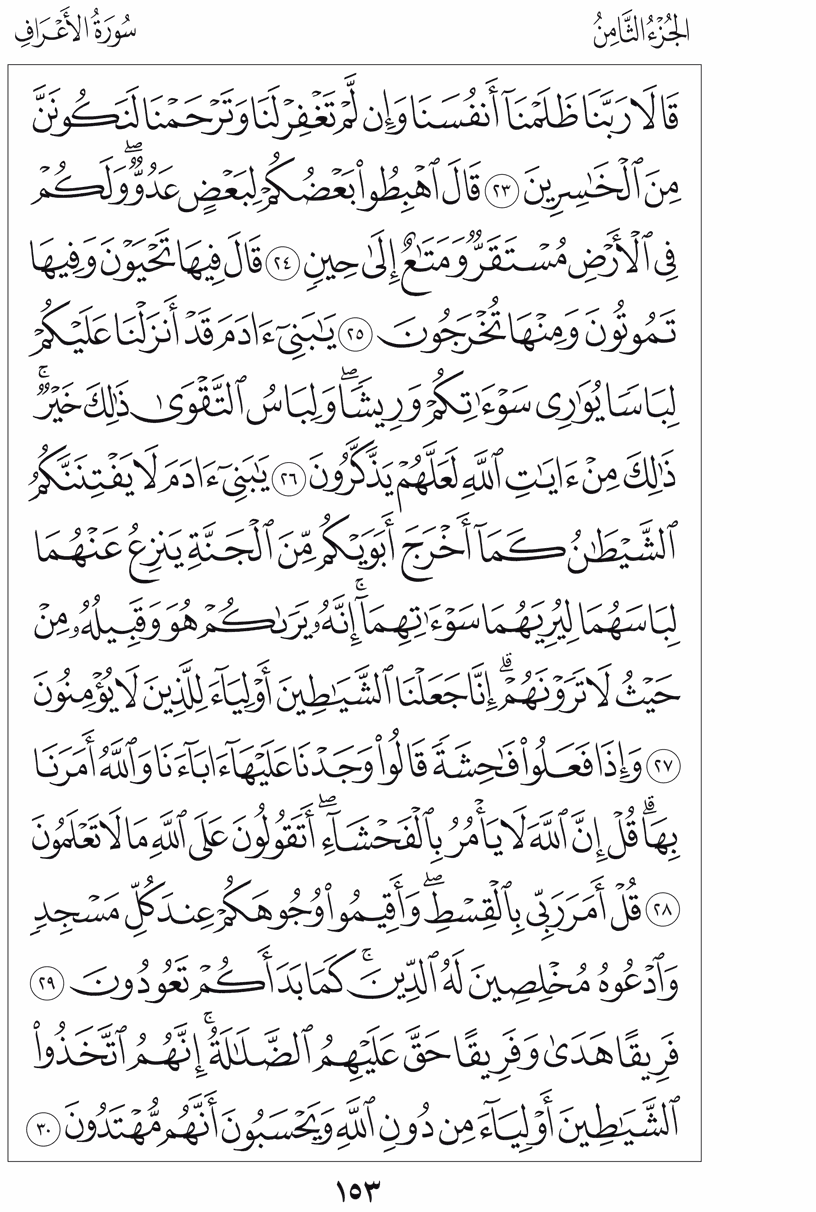 الجُزْءُ الثَّامِنُ
سُورَةُ الأَعْرَافِ
قَالَا رَبَّنَا ظَلَمْنَآ أَنفُسَنَا وَإِن لَّمْ تَغْفِرْ لَنَا وَتَرْحَمْنَا لَنَكُونَنَّ
مِنَ ٱلْخَٰسِرِينَ ٢٣ قَالَ ٱهْبِطُوا۟ بَعْضُكُمْ لِبَعْضٍ عَدُوٌّ ۖ وَلَكُمْ
فِى ٱلْأَرْضِ مُسْتَقَرٌّ وَمَتَٰعٌ إِلَىٰ حِينٍ ٢٤ قَالَ فِيهَا تَحْيَوْنَ وَفِيهَا
تَمُوتُونَ وَمِنْهَا تُخْرَجُونَ ٢٥ يَٰبَنِىٓ ءَادَمَ قَدْ أَنزَلْنَا عَلَيْكُمْ
لِبَاسًا يُوَٰرِى سَوْءَٰتِكُمْ وَرِيشًا ۖ وَلِبَاسُ ٱلتَّقْوَىٰ ذَٰلِكَ خَيْرٌ ۚ
ذَٰلِكَ مِنْ ءَايَٰتِ ٱللَّهِ لَعَلَّهُمْ يَذَّكَّرُونَ ٢٦ يَٰبَنِىٓ ءَادَمَ لَا يَفْتِنَنَّكُمُ
ٱلشَّيْطَٰنُ كَمَآ أَخْرَجَ أَبَوَيْكُم مِّنَ ٱلْجَنَّةِ يَنزِعُ عَنْهُمَا
لِبَاسَهُمَا لِيُرِيَهُمَا سَوْءَٰتِهِمَآ ۚ إِنَّهُۥ يَرَىٰكُمْ هُوَ وَقَبِيلُهُۥ مِنْ
حَيْثُ لَا تَرَوْنَهُمْ ۗ إِنَّا جَعَلْنَا ٱلشَّيَٰطِينَ أَوْلِيَآءَ لِلَّذِينَ لَا يُؤْمِنُونَ
٢٧ وَإِذَا فَعَلُوا۟ فَٰحِشَةً قَالُوا۟ وَجَدْنَا عَلَيْهَآ ءَابَآءَنَا وَٱللَّهُ أَمَرَنَا
بِهَا ۗ قُلْ إِنَّ ٱللَّهَ لَا يَأْمُرُ بِٱلْفَحْشَآءِ ۖ أَتَقُولُونَ عَلَى ٱللَّهِ مَا لَا تَعْلَمُونَ
٢٨ قُلْ أَمَرَ رَبِّى بِٱلْقِسْطِ ۖ وَأَقِيمُوا۟ وُجُوهَكُمْ عِندَ كُلِّ مَسْجِدٍ
وَٱدْعُوهُ مُخْلِصِينَ لَهُ ٱلدِّينَ ۚ كَمَا بَدَأَكُمْ تَعُودُونَ ٢٩
فَرِيقًا هَدَىٰ وَفَرِيقًا حَقَّ عَلَيْهِمُ ٱلضَّلَٰلَةُ ۚ إِنَّهُمُ ٱتَّخَذُوا۟
ٱلشَّيَٰطِينَ أَوْلِيَآءَ مِن دُونِ ٱللَّهِ وَيَحْسَبُونَ أَنَّهُم مُّهْتَدُونَ ٣٠
١٥٣